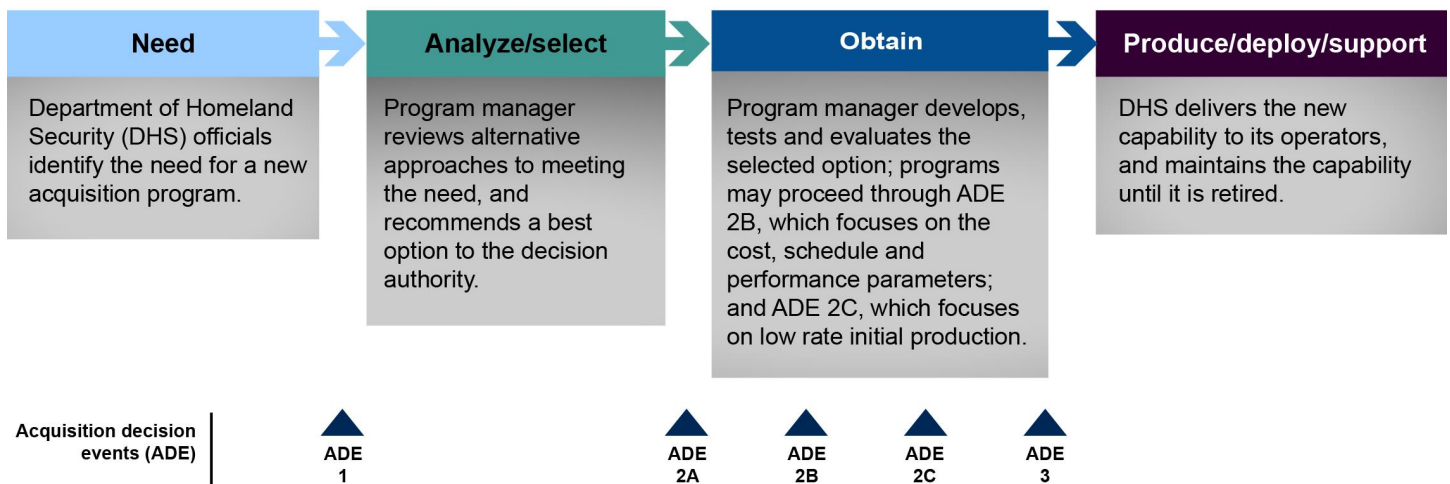 Need
Department of Homeland
Security (DHS) officials
identify the need for a new
acquisition program.
Analyze/select
Program manager
reviews alternative
approaches to meeting
the need, and
recommends a best
option to the decision
authority.
Obtain
Program manager develops,
tests and evaluates the
selected option; programs
may proceed through ADE
2B, which focuses on the
cost, schedule and
performance parameters;
and ADE 2C, which focuses
on low rate initial production.
Produce/deploy/support
DHS delivers the new
capability to its operators,
and maintains the capability
until it is retired.
Acquisition decision
events (ADE)
ADE
1
ADE
2A
ADE
2B
ADE
2C
ADE
3